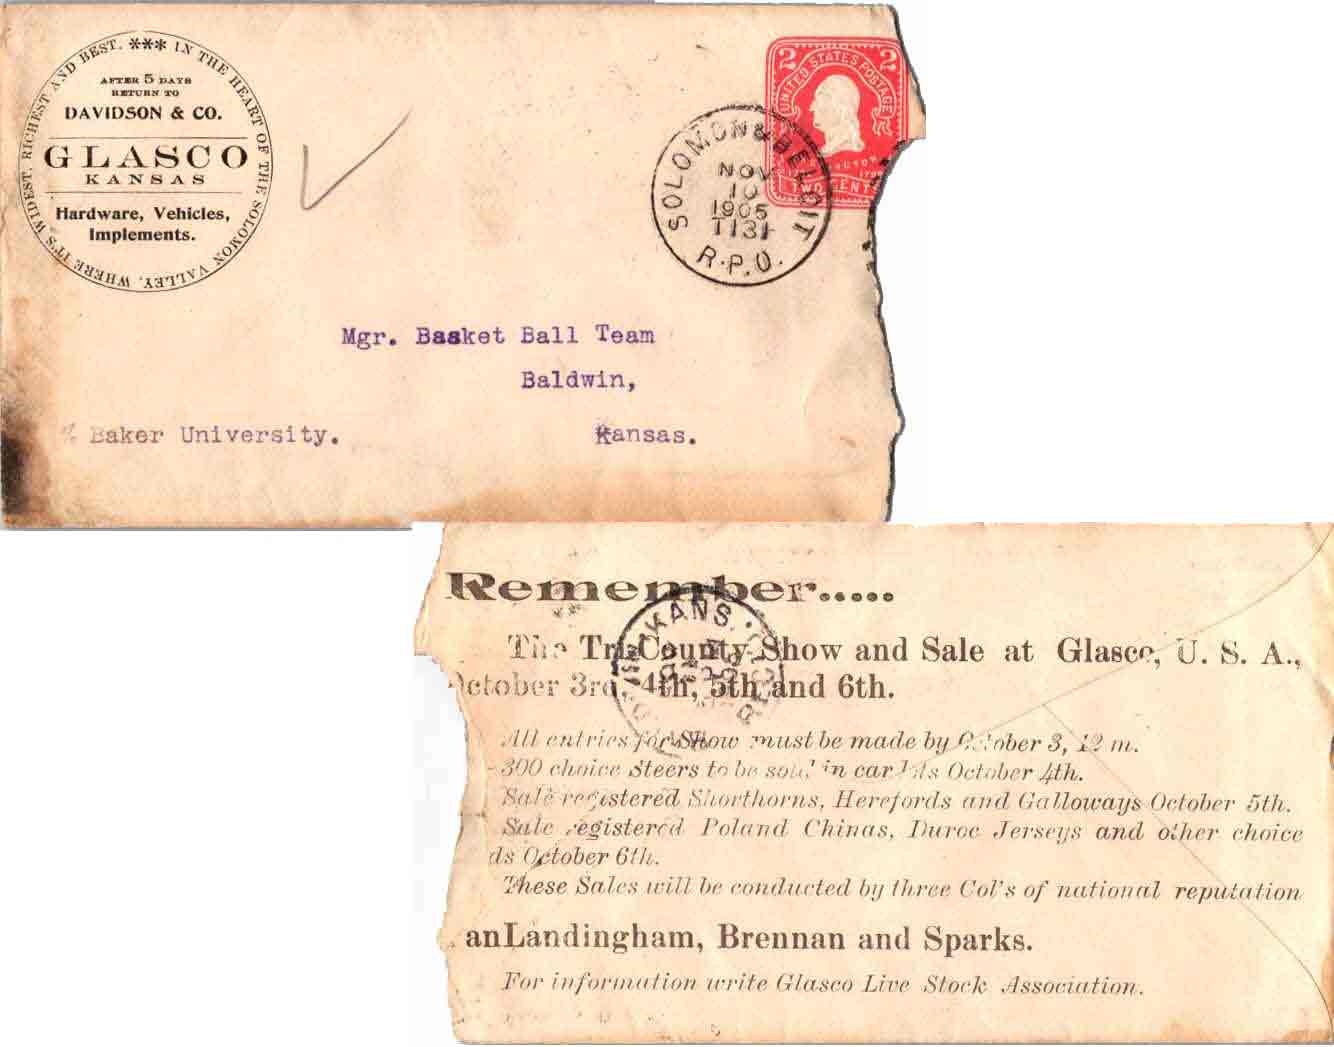 IN THE HEART OF THE SOLOMON VALLEY, WHERE IT'S WIDEST, RICHEST AND BEST. ***
AFTER 5 DAYS
RETURN TO
DAVIDSON & CO.
GLASCO
KANSAS
Hardware, Vehicles,
Implements.
2 2
UNITED STATES POSTAGE
TWO CENT
SOLOMON & BELOIT
NOV
10
1905
R.P.O.
Mgr. Basket Ball Team
Baldwin,
% Baker University. Kansas.
Remember.....
The Tri-County Show and Sale at Glasco, U. S. A.,
October 3rd, 4th, 5th and 6th.
KANS.
All entries for Show must be made by October 3, 12 m.
300 choice Steers to be sold in car lots October 4th.
Sale registered Shorthorns, Herefords and Galloways October 5th.
Sale registered Poland Chinas, Duroc Jerseys and other choice
ds October 6th.
These Sales will be conducted by three Col's of national reputation
anLandingham, Brennan and Sparks.
For information write Glasco Live Stock Association.